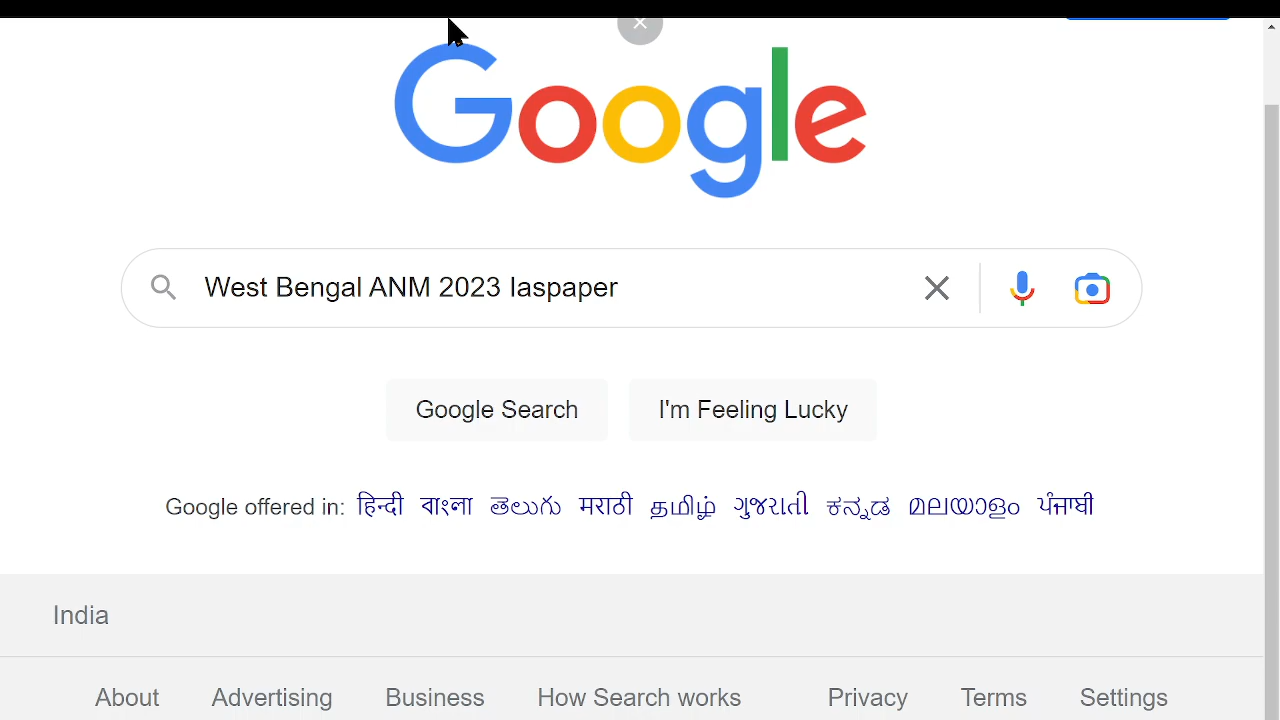 Google
West Bengal ANM 2023 Iaspaper
Google Search I'm Feeling Lucky
Google offered in: हिन्दी বাংলা తెలుగు मराठी தமிழ் ગુજરાતી ಕನ್ನಡ മലയാളം ਪੰਜਾਬੀ
India
About Advertising Business How Search works Privacy Terms Settings